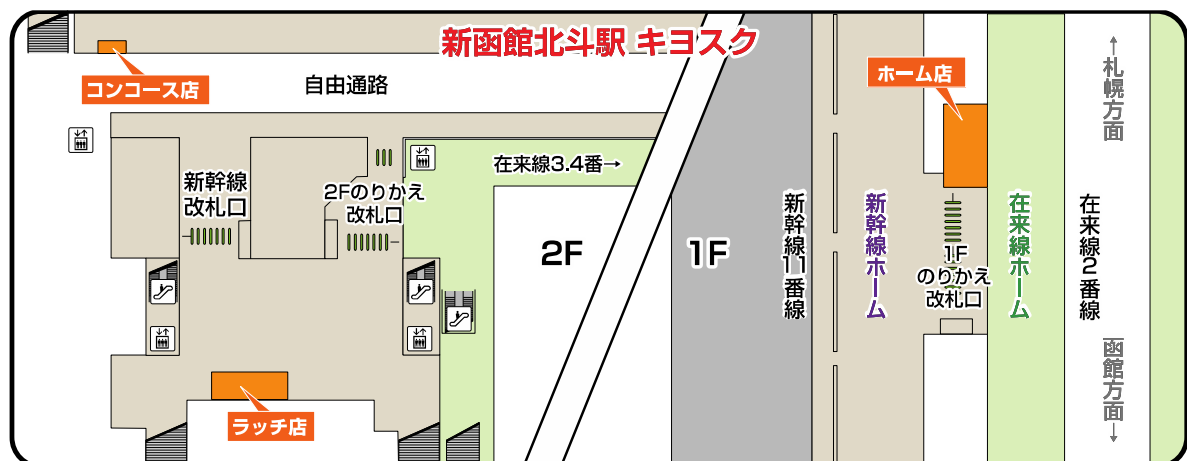 新函館北斗駅 キヨスク
コンコース店
自由通路
ホーム店
↑札幌方面
在来線3.4番→
新幹線
改札口
2Fのりかえ
改札口
2F
1F
新幹線11番線
新幹線ホーム
1F
のりかえ
改札口
在来線ホーム
在来線2番線
函館方面↓
ラッチ店